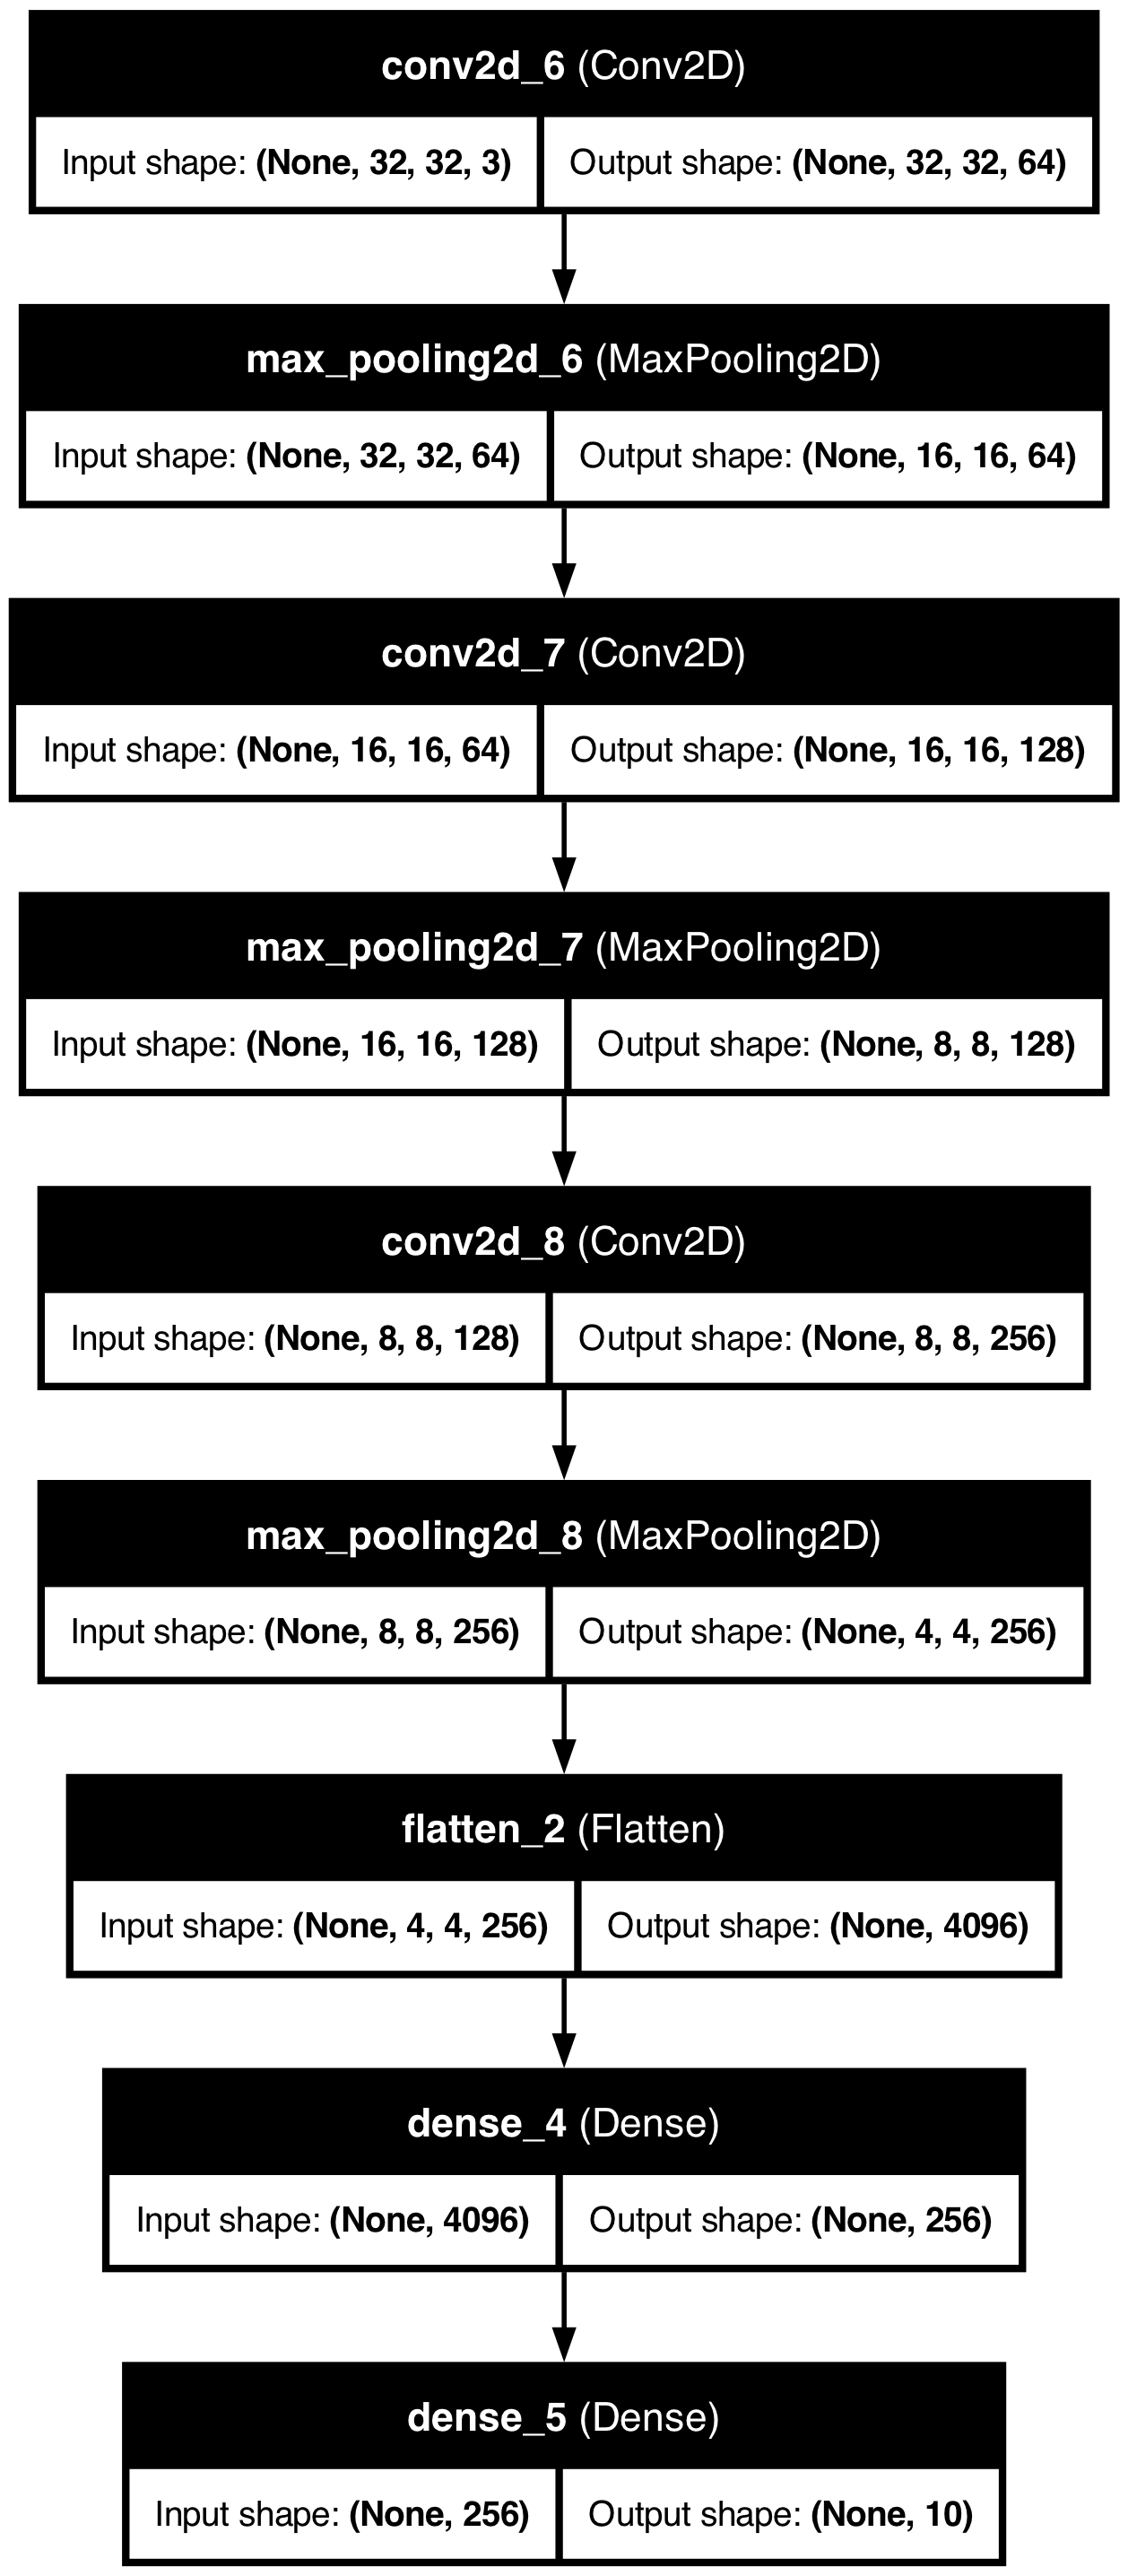 conv2d_6 (Conv2D)
Input shape: (None, 32, 32, 3) Output shape: (None, 32, 32, 64)
max_pooling2d_6 (MaxPooling2D)
Input shape: (None, 32, 32, 64) Output shape: (None, 16, 16, 64)
conv2d_7 (Conv2D)
Input shape: (None, 16, 16, 64) Output shape: (None, 16, 16, 128)
max_pooling2d_7 (MaxPooling2D)
Input shape: (None, 16, 16, 128) Output shape: (None, 8, 8, 128)
conv2d_8 (Conv2D)
Input shape: (None, 8, 8, 128) Output shape: (None, 8, 8, 256)
max_pooling2d_8 (MaxPooling2D)
Input shape: (None, 8, 8, 256) Output shape: (None, 4, 4, 256)
flatten_2 (Flatten)
Input shape: (None, 4, 4, 256) Output shape: (None, 4096)
dense_4 (Dense)
Input shape: (None, 4096) Output shape: (None, 256)
dense_5 (Dense)
Input shape: (None, 256) Output shape: (None, 10)